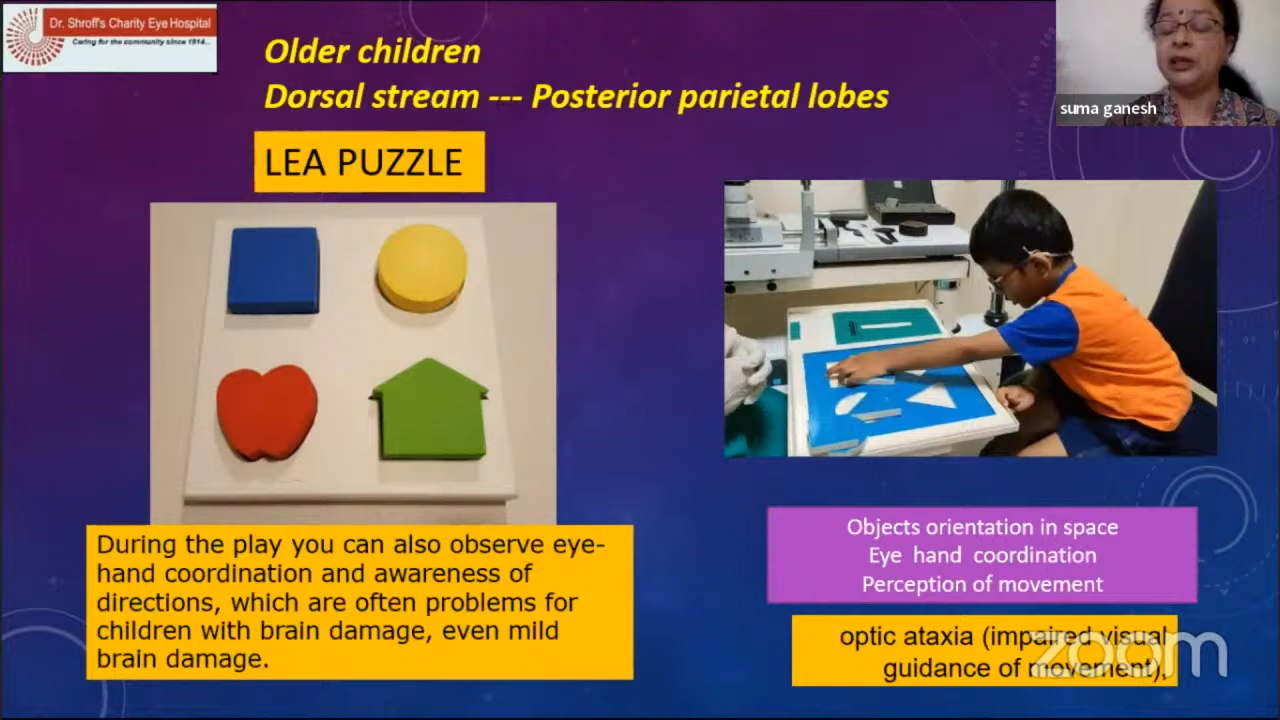 Dr. Shroff's Charity Eye Hospital
Caring for the community since 1914...
Older children
Dorsal stream --- Posterior parietal lobes
suma ganesh
LEA PUZZLE
During the play you can also observe eye-
hand coordination and awareness of
directions, which are often problems for
children with brain damage, even mild
brain damage.
Objects orientation in space
Eye hand coordination
Perception of movement
optic ataxia (impaired visual
guidance of movement),
zoom